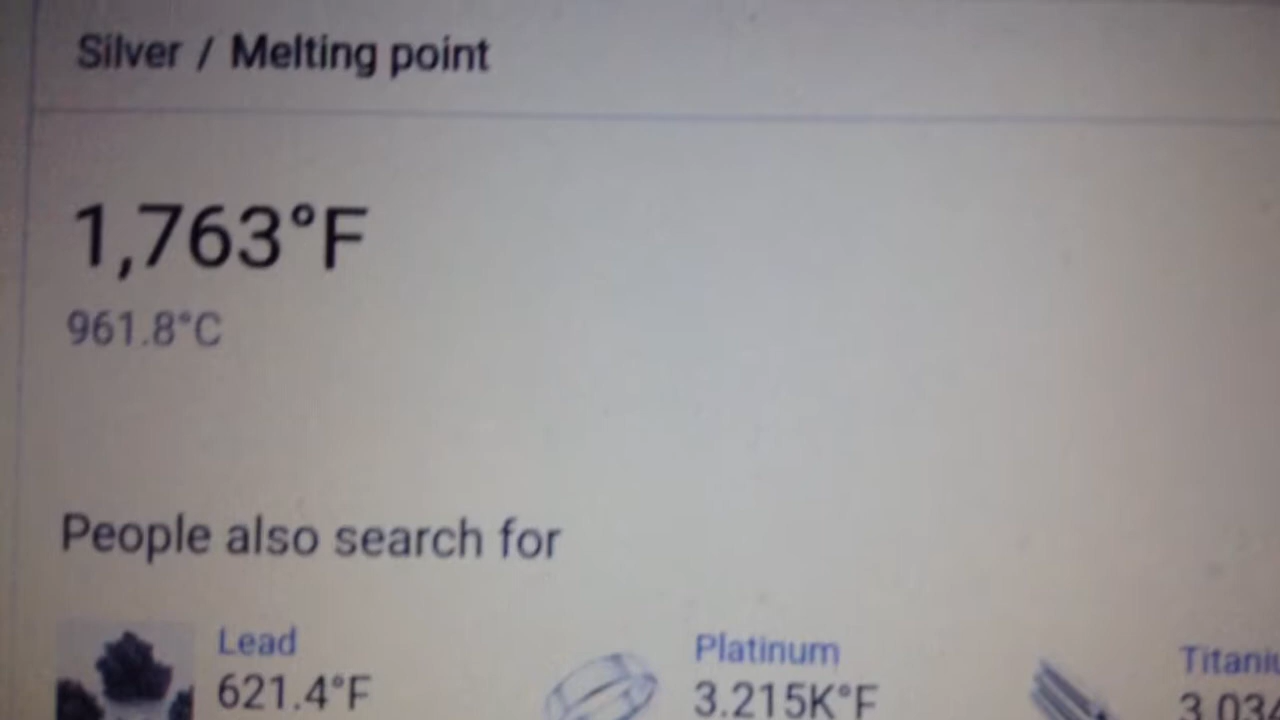 Silver / Melting point
1,763°F
961.8°C
People also search for
Lead
621.4°F
Platinum
3.215K°F